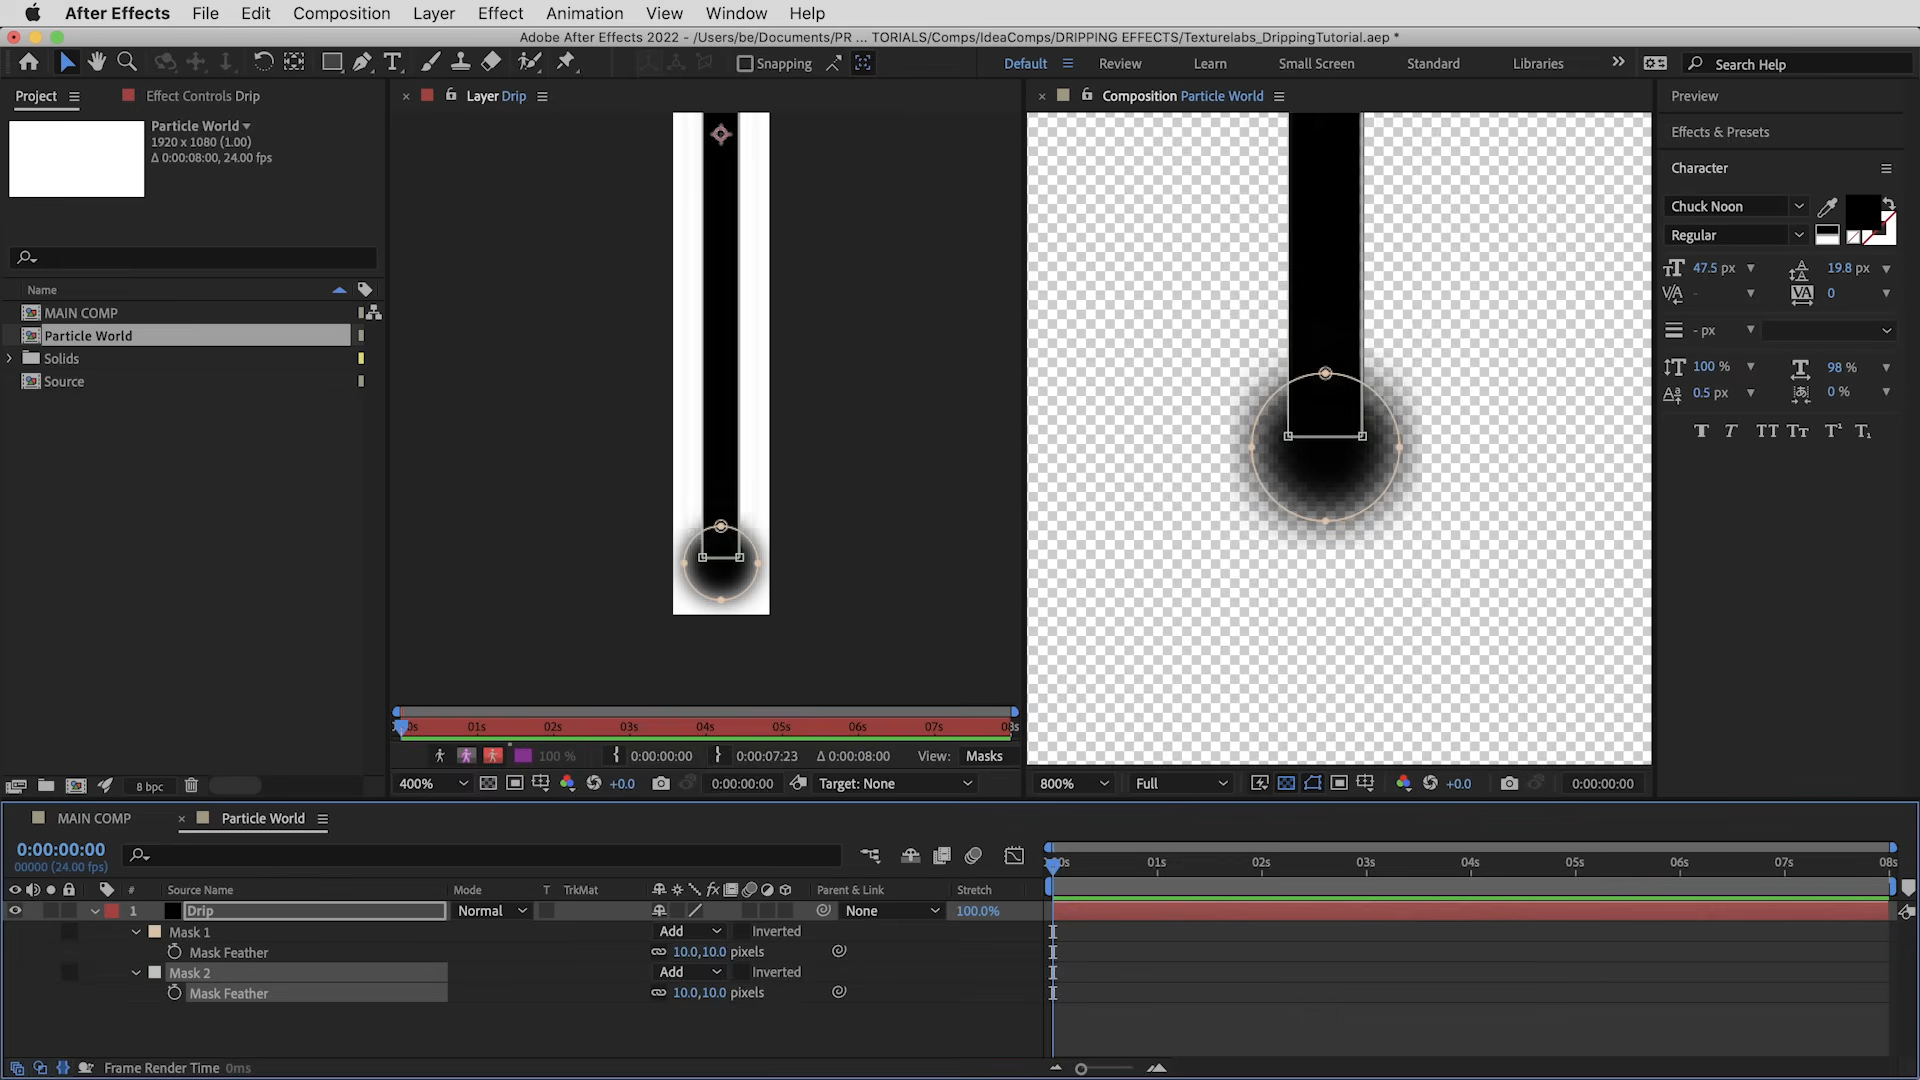 After Effects File Edit Composition Layer Effect Animation View Window Help
Adobe After Effects 2022 - /Users/be/Documents/PR ... TORIALS/Comps/IdeaComps/DRIPPING EFFECTS/Texturelabs_DrippingTutorial.aep *
Snapping Default Review Learn Small Screen Standard Libraries Search Help
Project Effect Controls Drip
Particle World
1920 x 1080 (1.00)
Δ 0:00:08:00, 24.00 fps
Name
MAIN COMP
Particle World
Solids
Source
8 bpc
Layer Drip
01s 02s 03s 04s 05s 06s 07s
100 % 0:00:00:00 0:00:07:23 Δ 0:00:08:00 View: Masks
400% +0.0 0:00:00:00 Target: None
Composition Particle World
800% Full +0.0 0:00:00:00
Preview
Effects & Presets
Character
Chuck Noon
Regular
47.5 px 19.8 px
- 0
- px
100 % 98 %
0.5 px 0 %
T T TT Tt T¹ T₁
MAIN COMP Particle World
0:00:00:00
00000 (24.00 fps)
00s 01s 02s 03s 04s 05s 06s 07s 08s
# Source Name Mode T TrkMat Parent & Link Stretch
1 Drip Normal None 100.0%
Mask 1 Add Inverted
Mask Feather 10.0,10.0 pixels
Mask 2 Add Inverted
Mask Feather 10.0,10.0 pixels
Frame Render Time 0ms